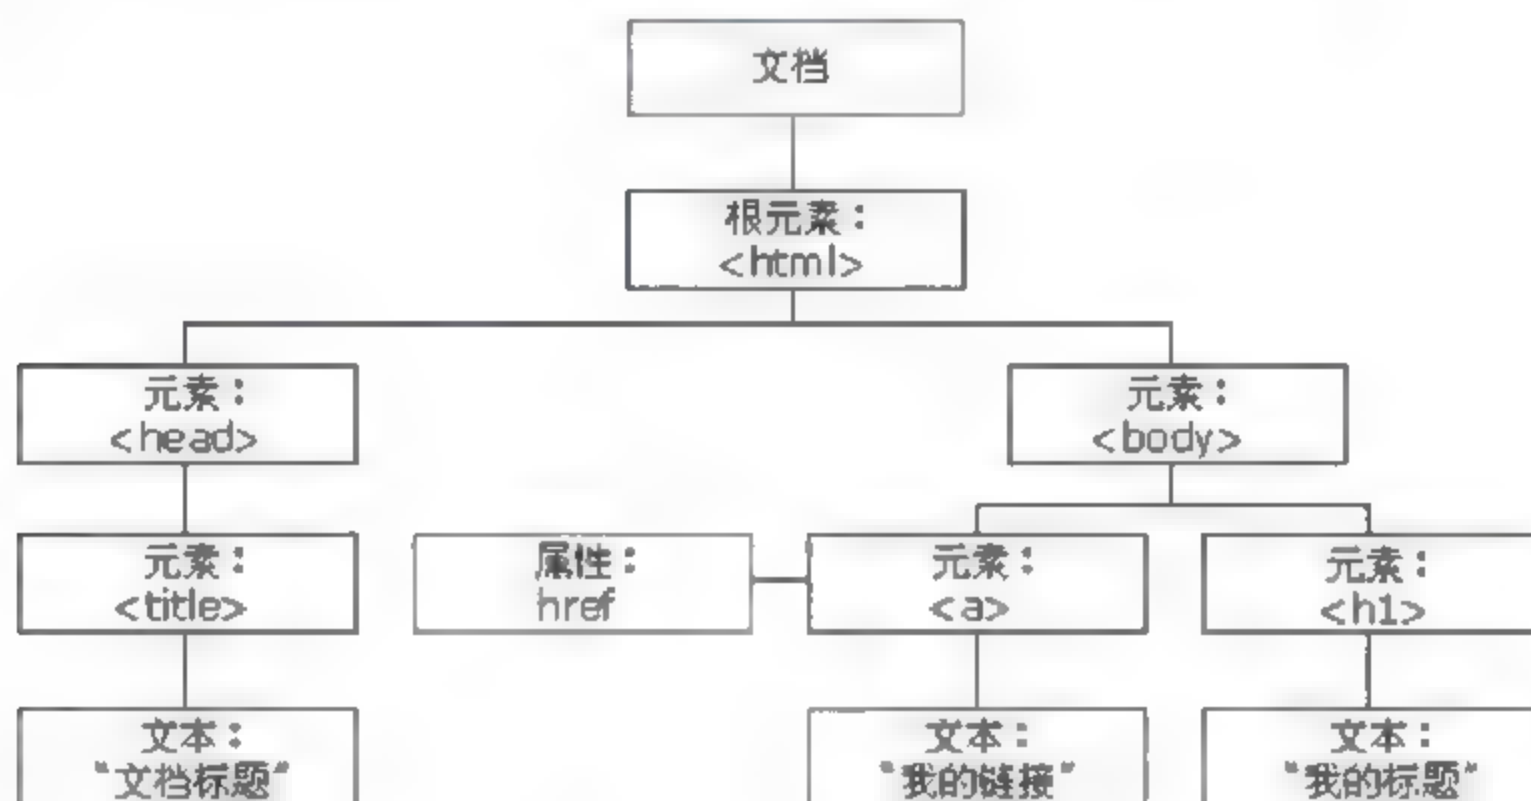 文档
根元素：
<html>
元素：
<head>
元素：
<body>
元素：
<title>
属性：
href
元素：
<a>
元素：
<h1>
文本：
"文档标题"
文本：
"我的链接"
文本：
"我的标题"